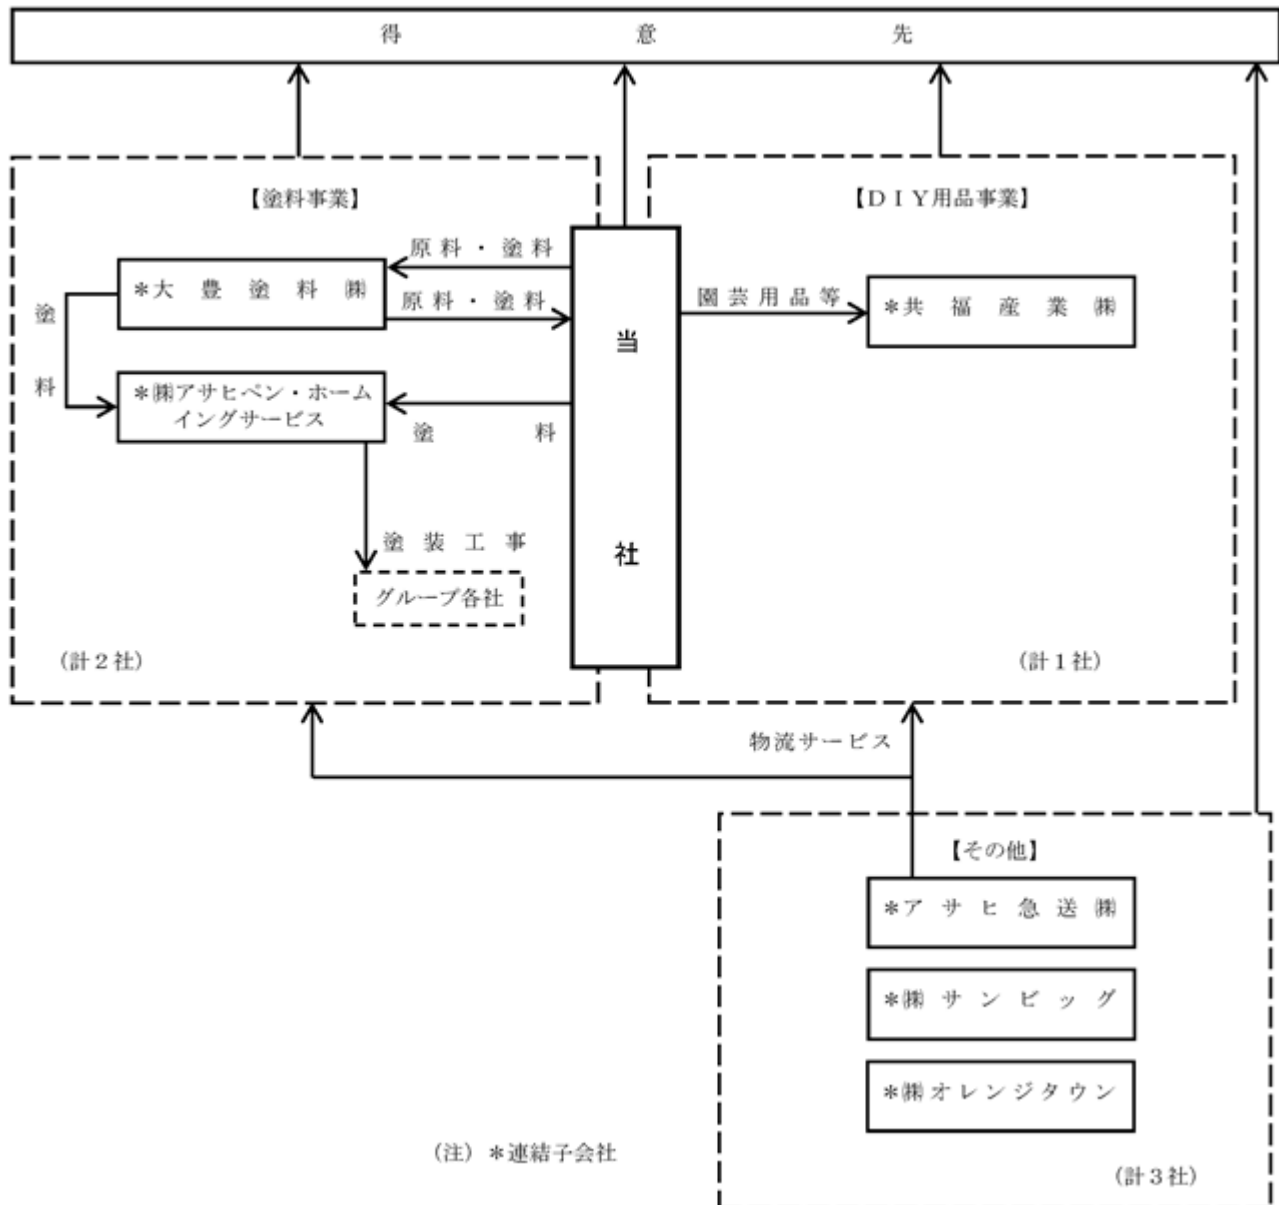 得意先
【塗料事業】
【ＤＩＹ用品事業】
原料・塗料
＊大豊塗料㈱
原料・塗料
塗料
＊㈱アサヒペン・ホーム
イングサービス
塗料
塗装工事
グループ各社
(計２社)
当社
園芸用品等
＊共福産業㈱
(計１社)
物流サービス
【その他】
＊アサヒ急送㈱
＊㈱サンビッグ
＊㈱オレンジタウン
(計３社)
(注) ＊連結子会社